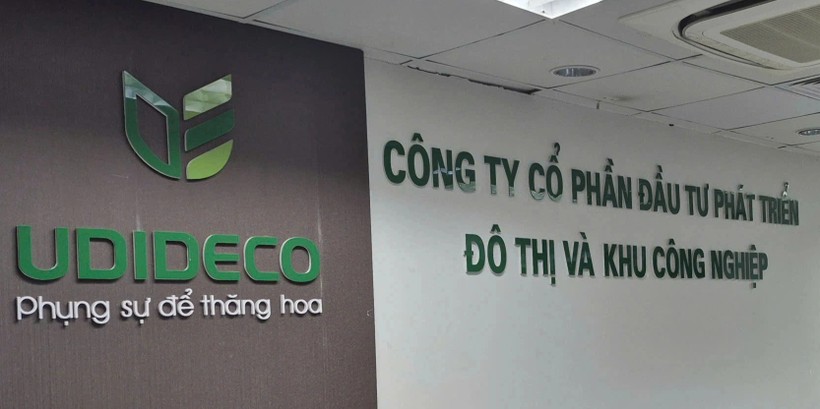 UDIDECO
Phụng sự để thăng hoa
CÔNG TY CỔ PHẦN ĐẦU TƯ PHÁT TRIỂN
ĐÔ THỊ VÀ KHU CÔNG NGHIỆP